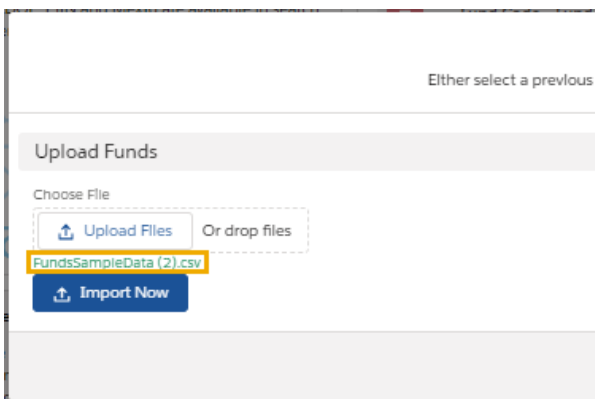 Either select a previous
Upload Funds
Choose File
Upload Files
Or drop files
FundsSampleData (2).csv
Import Now